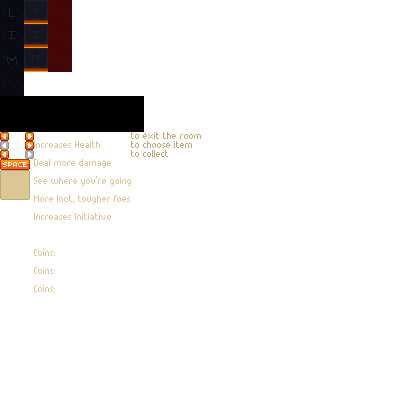 L
I
M
S
M
to exit the room
Increases Health to choose item
to collect
SPACE
Deal more damage
See where you're going
More loot, tougher foes
Increases Initiative
Coins:
Coins:
Coins: